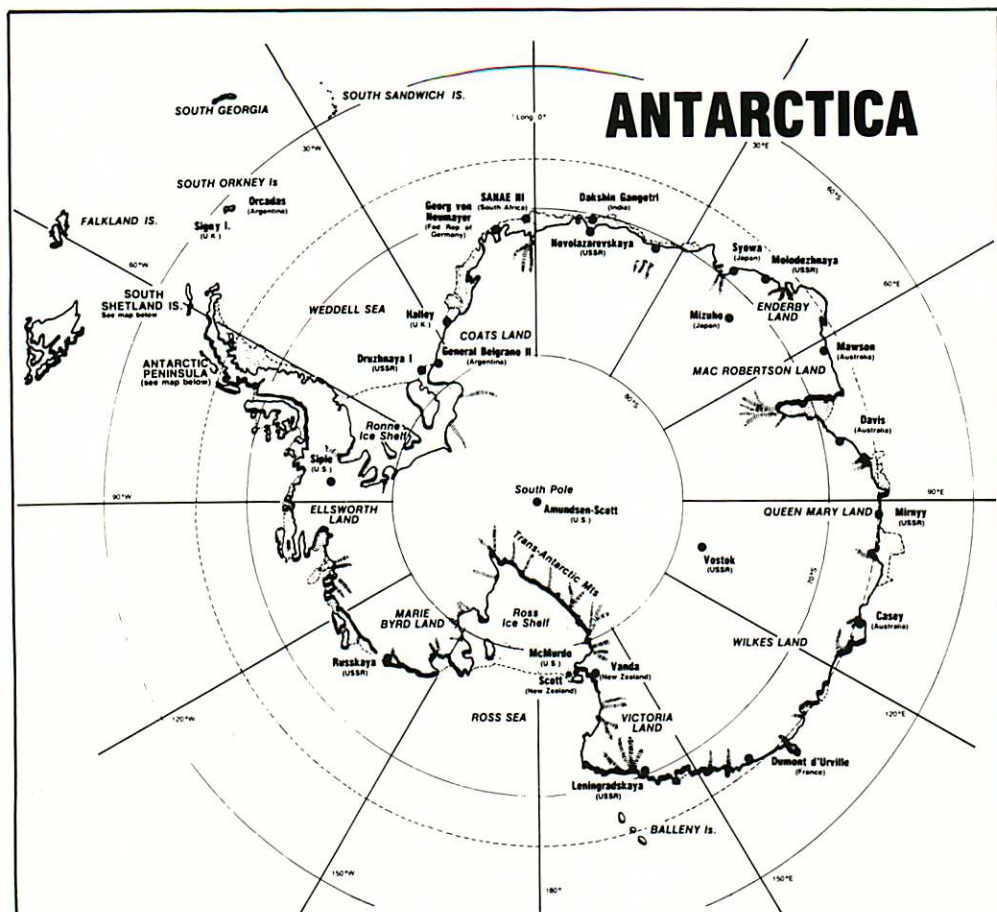 ANTARCTICA
SOUTH SANDWICH IS.
SOUTH GEORGIA
Long. 0°
30°W
30°E
60°S
SOUTH ORKNEY Is
Orcadas
(Argentina)
Signy I.
(U.K.)
FALKLAND IS.
Georg von
Neumayer
(Fed Rep of
Germany)
SANAE III
(South Africa)
Dakshin Gangotri
(India)
Novolazarevskaya
(USSR)
Syowa
(Japan)
Molodezhnaya
(USSR)
60°W
60°E
SOUTH
SHETLAND IS.
See map below
WEDDELL SEA
Halley
(U.K.)
COATS LAND
Mizuho
(Japan)
ENDERBY
LAND
Mawson
(Australia)
ANTARCTIC
PENINSULA
(see map below)
Druzhnaya I
(USSR)
General Belgrano II
(Argentina)
MAC ROBERTSON LAND
80°S
Davis
(Australia)
Ronne
Ice Shelf
Siple
(U.S.)
90°W
ELLSWORTH
LAND
South Pole
Amundsen-Scott
(U.S.)
90°E
QUEEN MARY LAND
Mirnyy
(USSR)
Vostok
(USSR)
Trans-Antarctic Mts
70°S
MARIE
BYRD LAND
Ross
Ice Shelf
Casey
(Australia)
WILKES LAND
Russkaya
(USSR)
McMurdo
(U.S.)
Scott
(New Zealand)
Vanda
(New Zealand)
120°W
ROSS SEA
VICTORIA
LAND
120°E
Leningradskaya
(USSR)
Dumont d'Urville
(France)
BALLENY Is.
150°W
180°
150°E